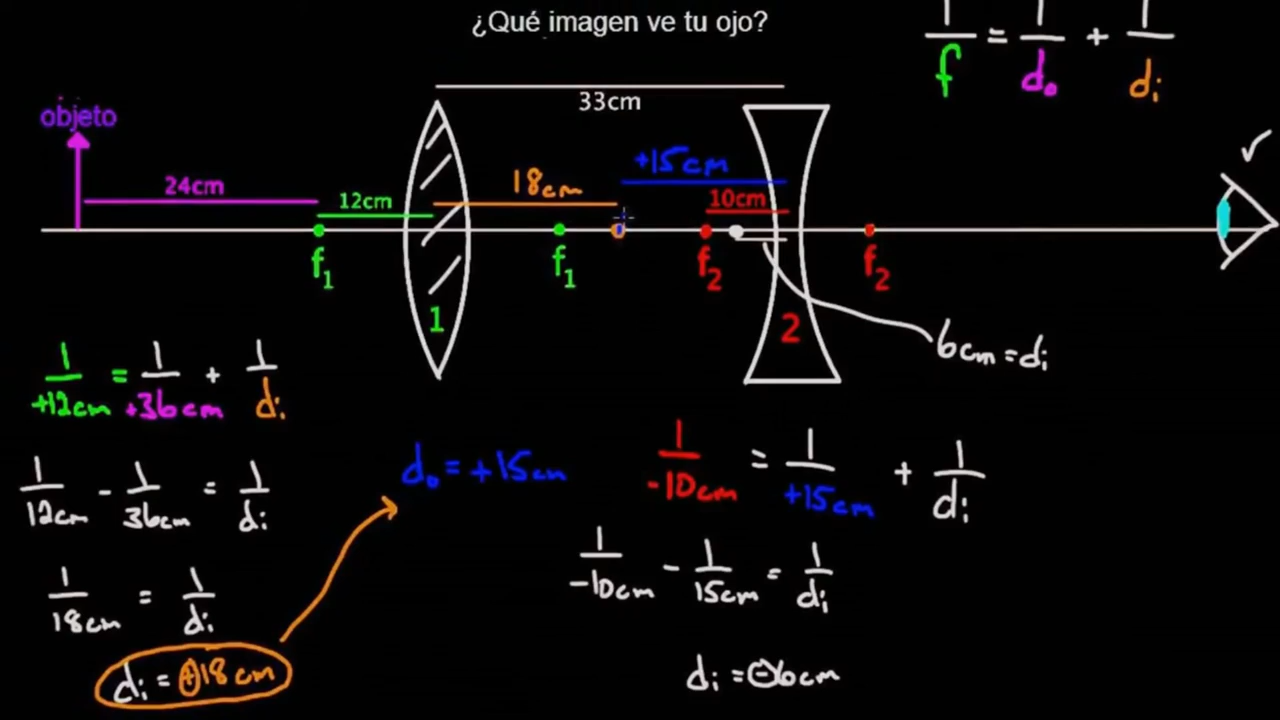 ¿Qué imagen ve tu ojo?
1/f = 1/dₒ + 1/dᵢ
33cm
objeto
+15cm
24cm
12cm
18cm
10cm
f₁
f₁
f₂
f₂
1
2
6cm = dᵢ
1/+12cm = 1/+36cm + 1/dᵢ
1/12cm - 1/36cm = 1/dᵢ
1/18cm = 1/dᵢ
dᵢ = +18cm
dₒ = +15cm
1/-10cm = 1/+15cm + 1/dᵢ
1/-10cm - 1/15cm = 1/dᵢ
dᵢ = -6cm